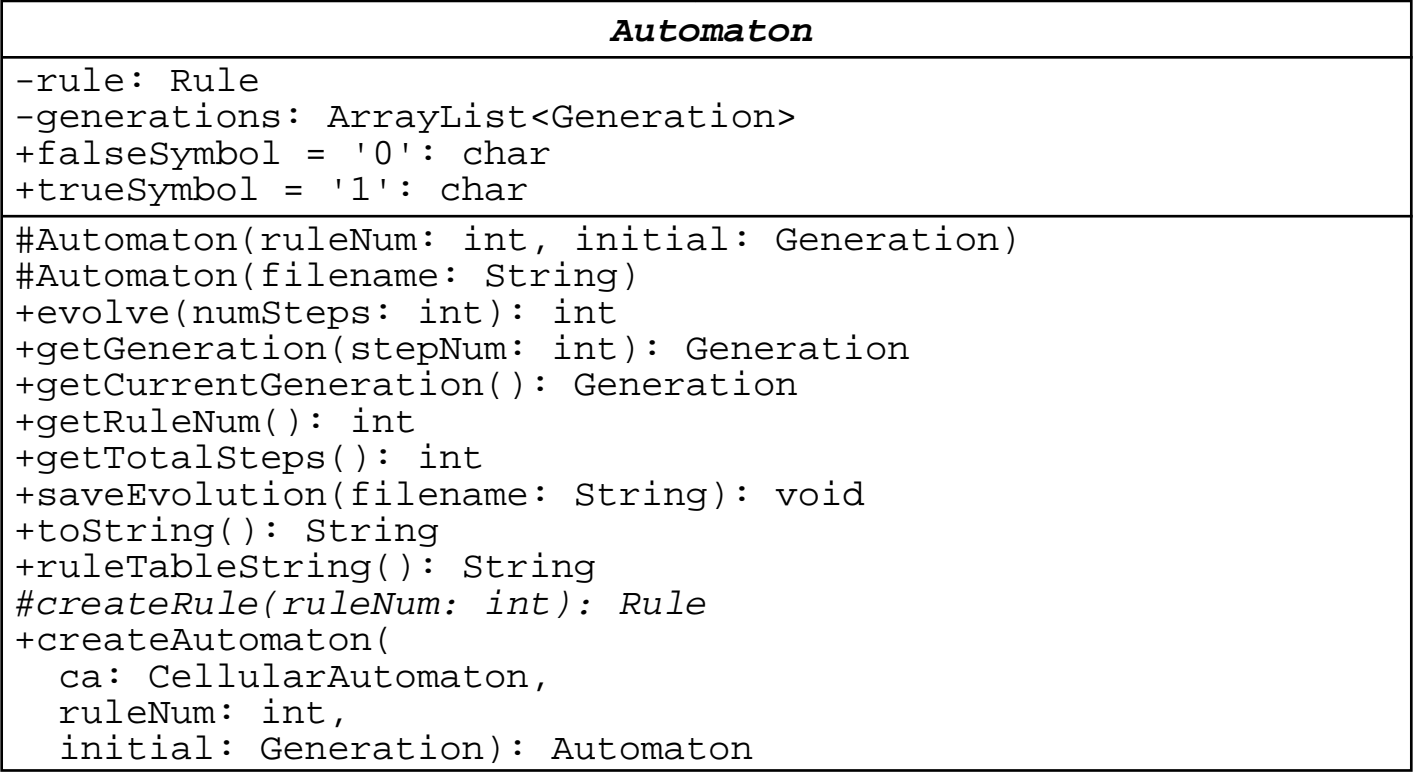 Automaton
-rule: Rule
-generations: ArrayList<Generation>
+falseSymbol = '0': char
+trueSymbol = '1': char
#Automaton(ruleNum: int, initial: Generation)
#Automaton(filename: String)
+evolve(numSteps: int): int
+getGeneration(stepNum: int): Generation
+getCurrentGeneration(): Generation
+getRuleNum(): int
+getTotalSteps(): int
+saveEvolution(filename: String): void
+toString(): String
+ruleTableString(): String
#createRule(ruleNum: int): Rule
+createAutomaton(
ca: CellularAutomaton,
ruleNum: int,
initial: Generation): Automaton